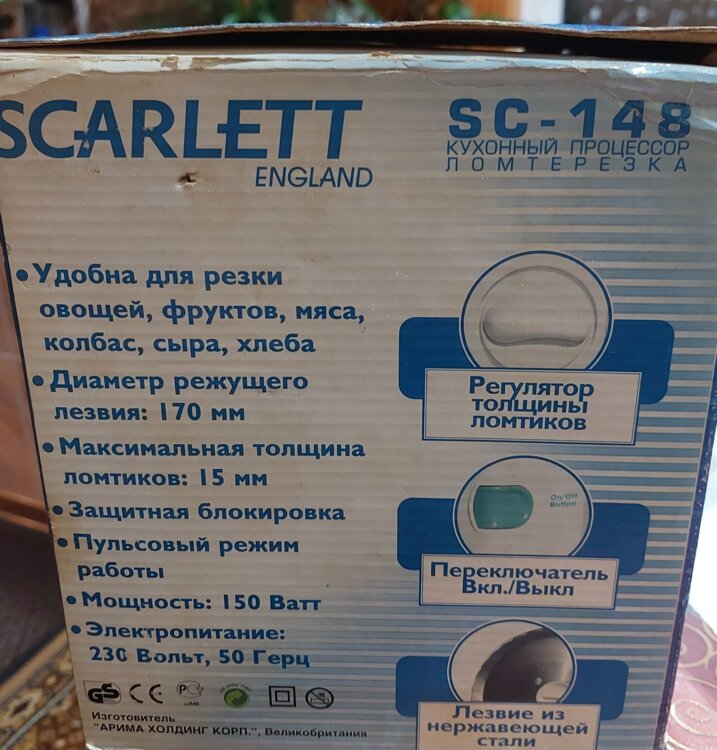 SCARLETT
ENGLAND
SC-148
КУХОННЫЙ ПРОЦЕССОР
ЛОМТЕРЕЗКА
• Удобна для резки
овощей, фруктов, мяса,
колбас, сыра, хлеба
• Диаметр режущего
лезвия: 170 мм
• Максимальная толщина
ломтиков: 15 мм
• Защитная блокировка
• Пульсовый режим
работы
• Мощность: 150 Ватт
• Электропитание:
230 Вольт, 50 Герц
Регулятор
толщины
ломтиков
On/Off
Button
Переключатель
Вкл./Выкл
Лезвие из
нержавеющей
стали
GS CE
Изготовитель
"АРИМА ХОЛДИНГ КОРП.", Великобритания